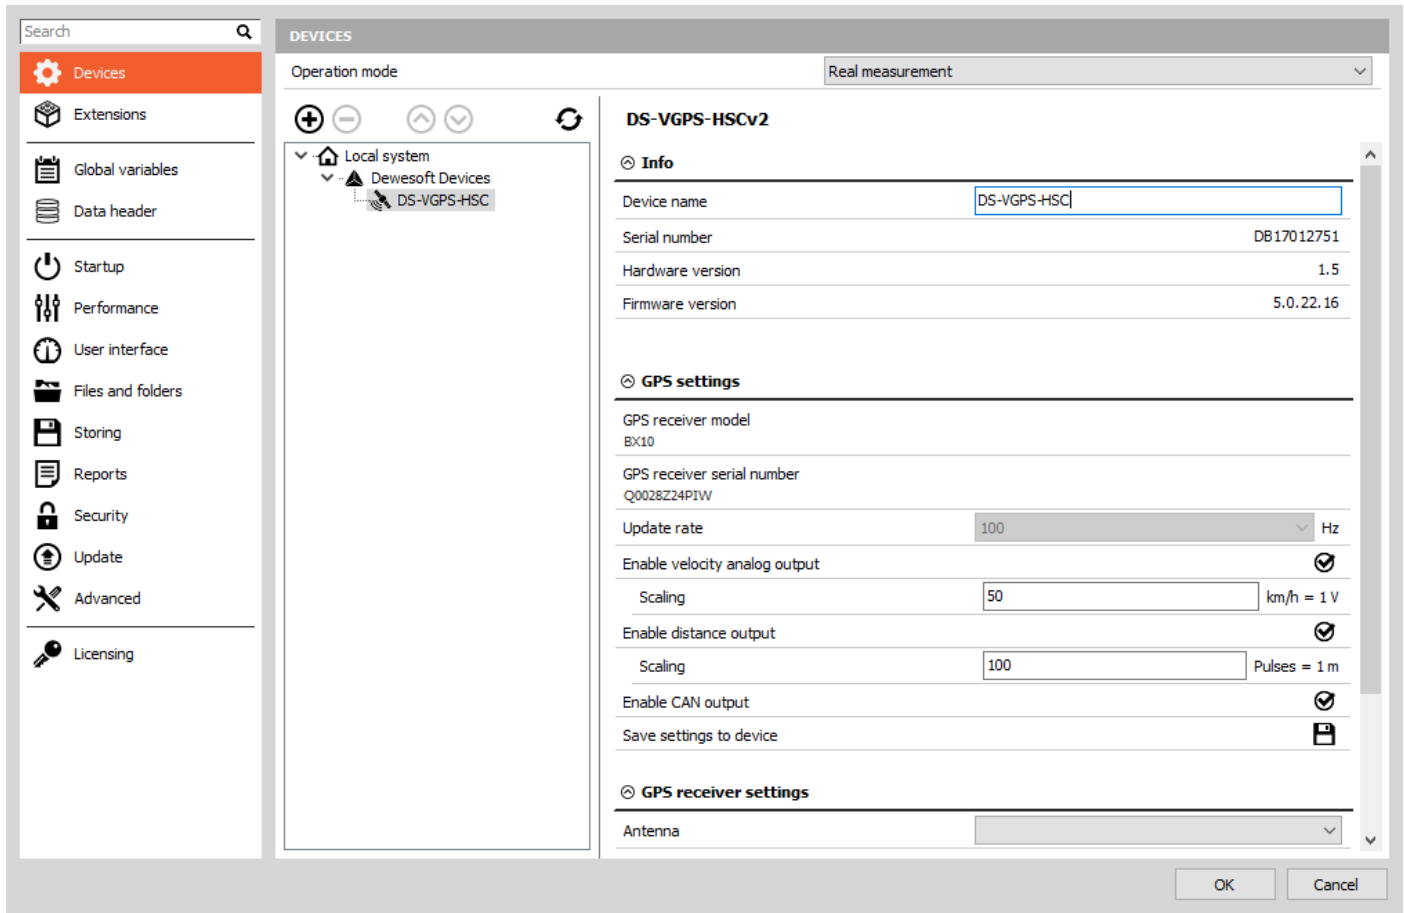 Search
Devices
Extensions
Global variables
Data header
Startup
Performance
User interface
Files and folders
Storing
Reports
Security
Update
Advanced
Licensing
DEVICES
Operation mode Real measurement
Local system
Dewesoft Devices
DS-VGPS-HSC
DS-VGPS-HSCv2
Info
Device name DS-VGPS-HSC
Serial number DB17012751
Hardware version 1.5
Firmware version 5.0.22.16
GPS settings
GPS receiver model
BX10
GPS receiver serial number
Q0028Z24PIW
Update rate 100 Hz
Enable velocity analog output
Scaling 50 km/h = 1 V
Enable distance output
Scaling 100 Pulses = 1 m
Enable CAN output
Save settings to device
GPS receiver settings
Antenna
OK Cancel